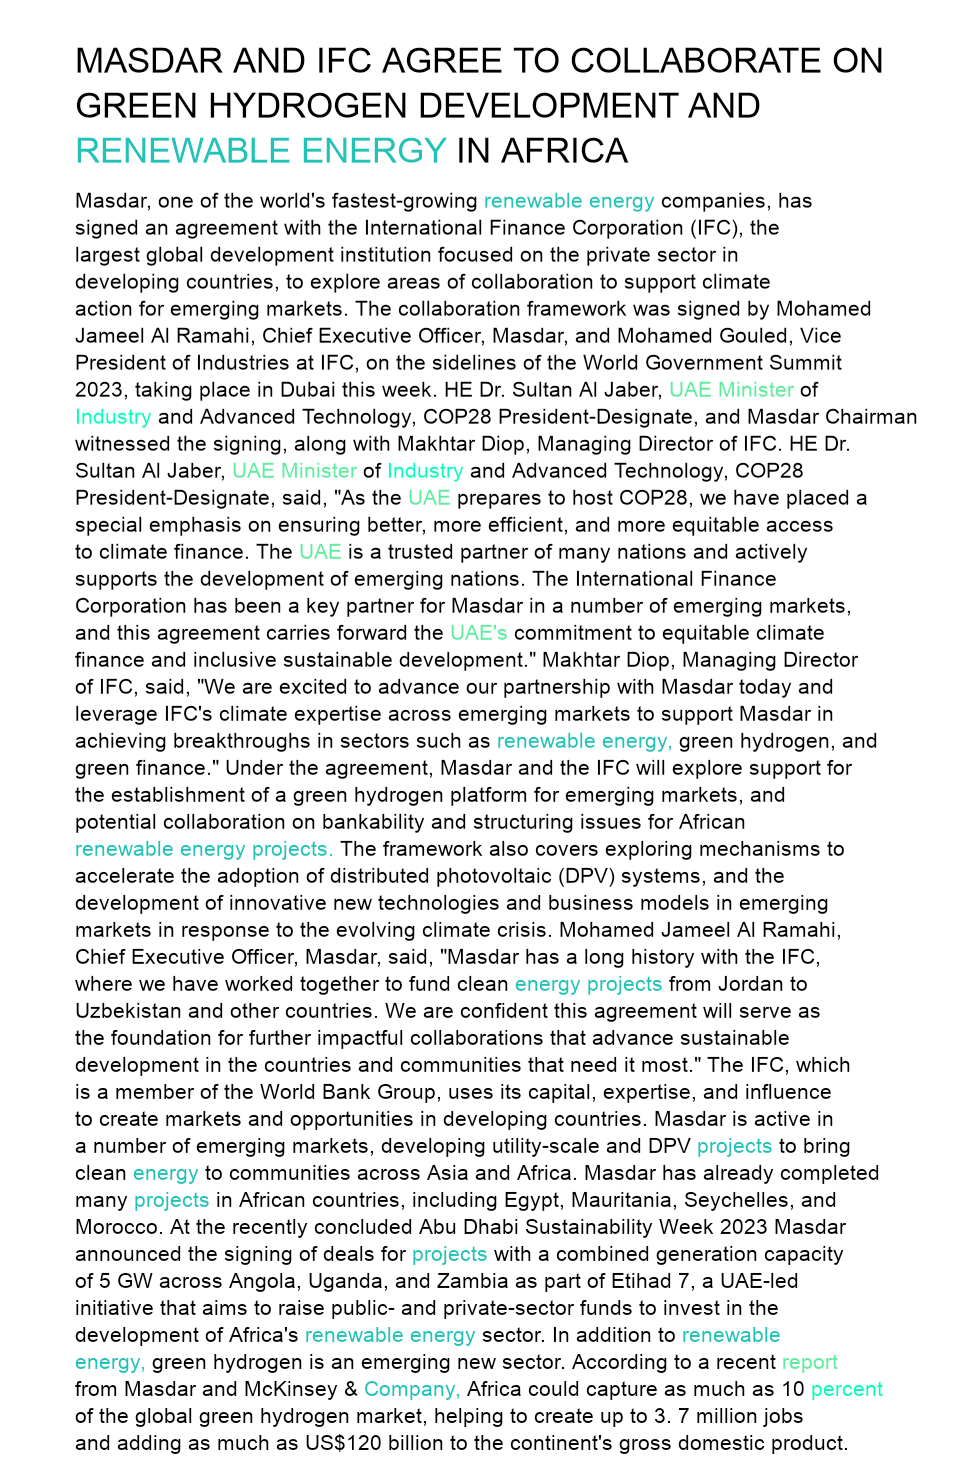 MASDAR AND IFC AGREE TO COLLABORATE ON
GREEN HYDROGEN DEVELOPMENT AND
RENEWABLE ENERGY IN AFRICA
Masdar, one of the world's fastest-growing renewable energy companies, has
signed an agreement with the International Finance Corporation (IFC), the
largest global development institution focused on the private sector in
developing countries, to explore areas of collaboration to support climate
action for emerging markets. The collaboration framework was signed by Mohamed
Jameel Al Ramahi, Chief Executive Officer, Masdar, and Mohamed Gouled, Vice
President of Industries at IFC, on the sidelines of the World Government Summit
2023, taking place in Dubai this week. HE Dr. Sultan Al Jaber, UAE Minister of
Industry and Advanced Technology, COP28 President-Designate, and Masdar Chairman
witnessed the signing, along with Makhtar Diop, Managing Director of IFC. HE Dr.
Sultan Al Jaber, UAE Minister of Industry and Advanced Technology, COP28
President-Designate, said, "As the UAE prepares to host COP28, we have placed a
special emphasis on ensuring better, more efficient, and more equitable access
to climate finance. The UAE is a trusted partner of many nations and actively
supports the development of emerging nations. The International Finance
Corporation has been a key partner for Masdar in a number of emerging markets,
and this agreement carries forward the UAE's commitment to equitable climate
finance and inclusive sustainable development." Makhtar Diop, Managing Director
of IFC, said, "We are excited to advance our partnership with Masdar today and
leverage IFC's climate expertise across emerging markets to support Masdar in
achieving breakthroughs in sectors such as renewable energy, green hydrogen, and
green finance." Under the agreement, Masdar and the IFC will explore support for
the establishment of a green hydrogen platform for emerging markets, and
potential collaboration on bankability and structuring issues for African
renewable energy projects. The framework also covers exploring mechanisms to
accelerate the adoption of distributed photovoltaic (DPV) systems, and the
development of innovative new technologies and business models in emerging
markets in response to the evolving climate crisis. Mohamed Jameel Al Ramahi,
Chief Executive Officer, Masdar, said, "Masdar has a long history with the IFC,
where we have worked together to fund clean energy projects from Jordan to
Uzbekistan and other countries. We are confident this agreement will serve as
the foundation for further impactful collaborations that advance sustainable
development in the countries and communities that need it most." The IFC, which
is a member of the World Bank Group, uses its capital, expertise, and influence
to create markets and opportunities in developing countries. Masdar is active in
a number of emerging markets, developing utility-scale and DPV projects to bring
clean energy to communities across Asia and Africa. Masdar has already completed
many projects in African countries, including Egypt, Mauritania, Seychelles, and
Morocco. At the recently concluded Abu Dhabi Sustainability Week 2023 Masdar
announced the signing of deals for projects with a combined generation capacity
of 5 GW across Angola, Uganda, and Zambia as part of Etihad 7, a UAE-led
initiative that aims to raise public- and private-sector funds to invest in the
development of Africa's renewable energy sector. In addition to renewable
energy, green hydrogen is an emerging new sector. According to a recent report
from Masdar and McKinsey & Company, Africa could capture as much as 10 percent
of the global green hydrogen market, helping to create up to 3. 7 million jobs
and adding as much as US$120 billion to the continent's gross domestic product.